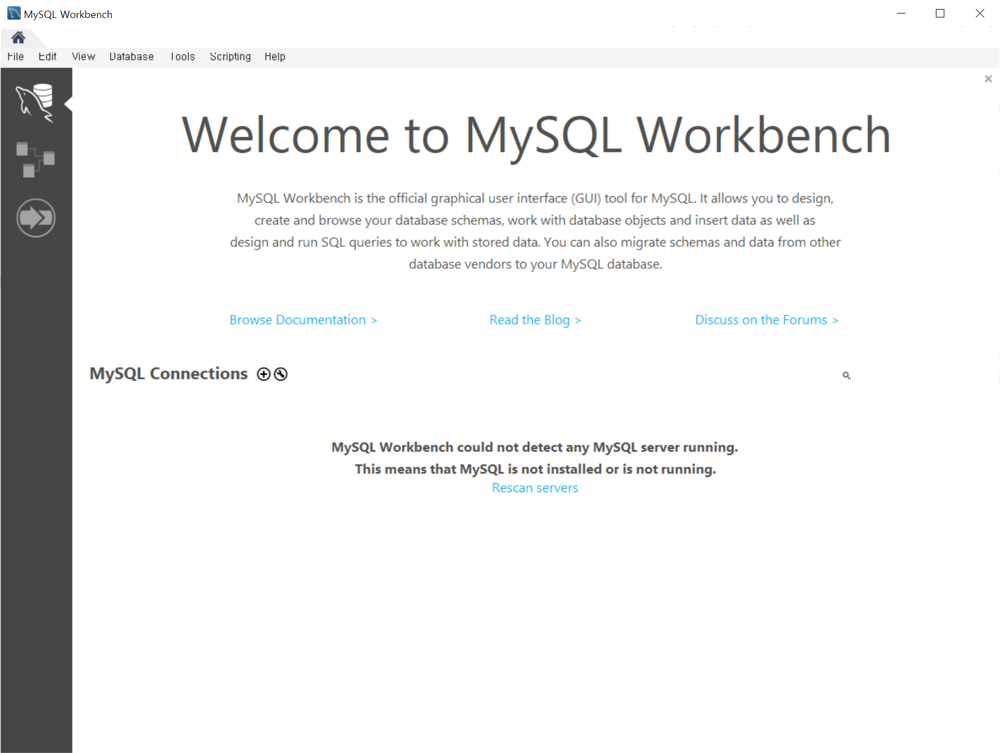 MySQL Workbench
File Edit View Database Tools Scripting Help
Welcome to MySQL Workbench
MySQL Workbench is the official graphical user interface (GUI) tool for MySQL. It allows you to design,
create and browse your database schemas, work with database objects and insert data as well as
design and run SQL queries to work with stored data. You can also migrate schemas and data from other
database vendors to your MySQL database.
Browse Documentation > Read the Blog > Discuss on the Forums >
MySQL Connections
MySQL Workbench could not detect any MySQL server running.
This means that MySQL is not installed or is not running.
Rescan servers